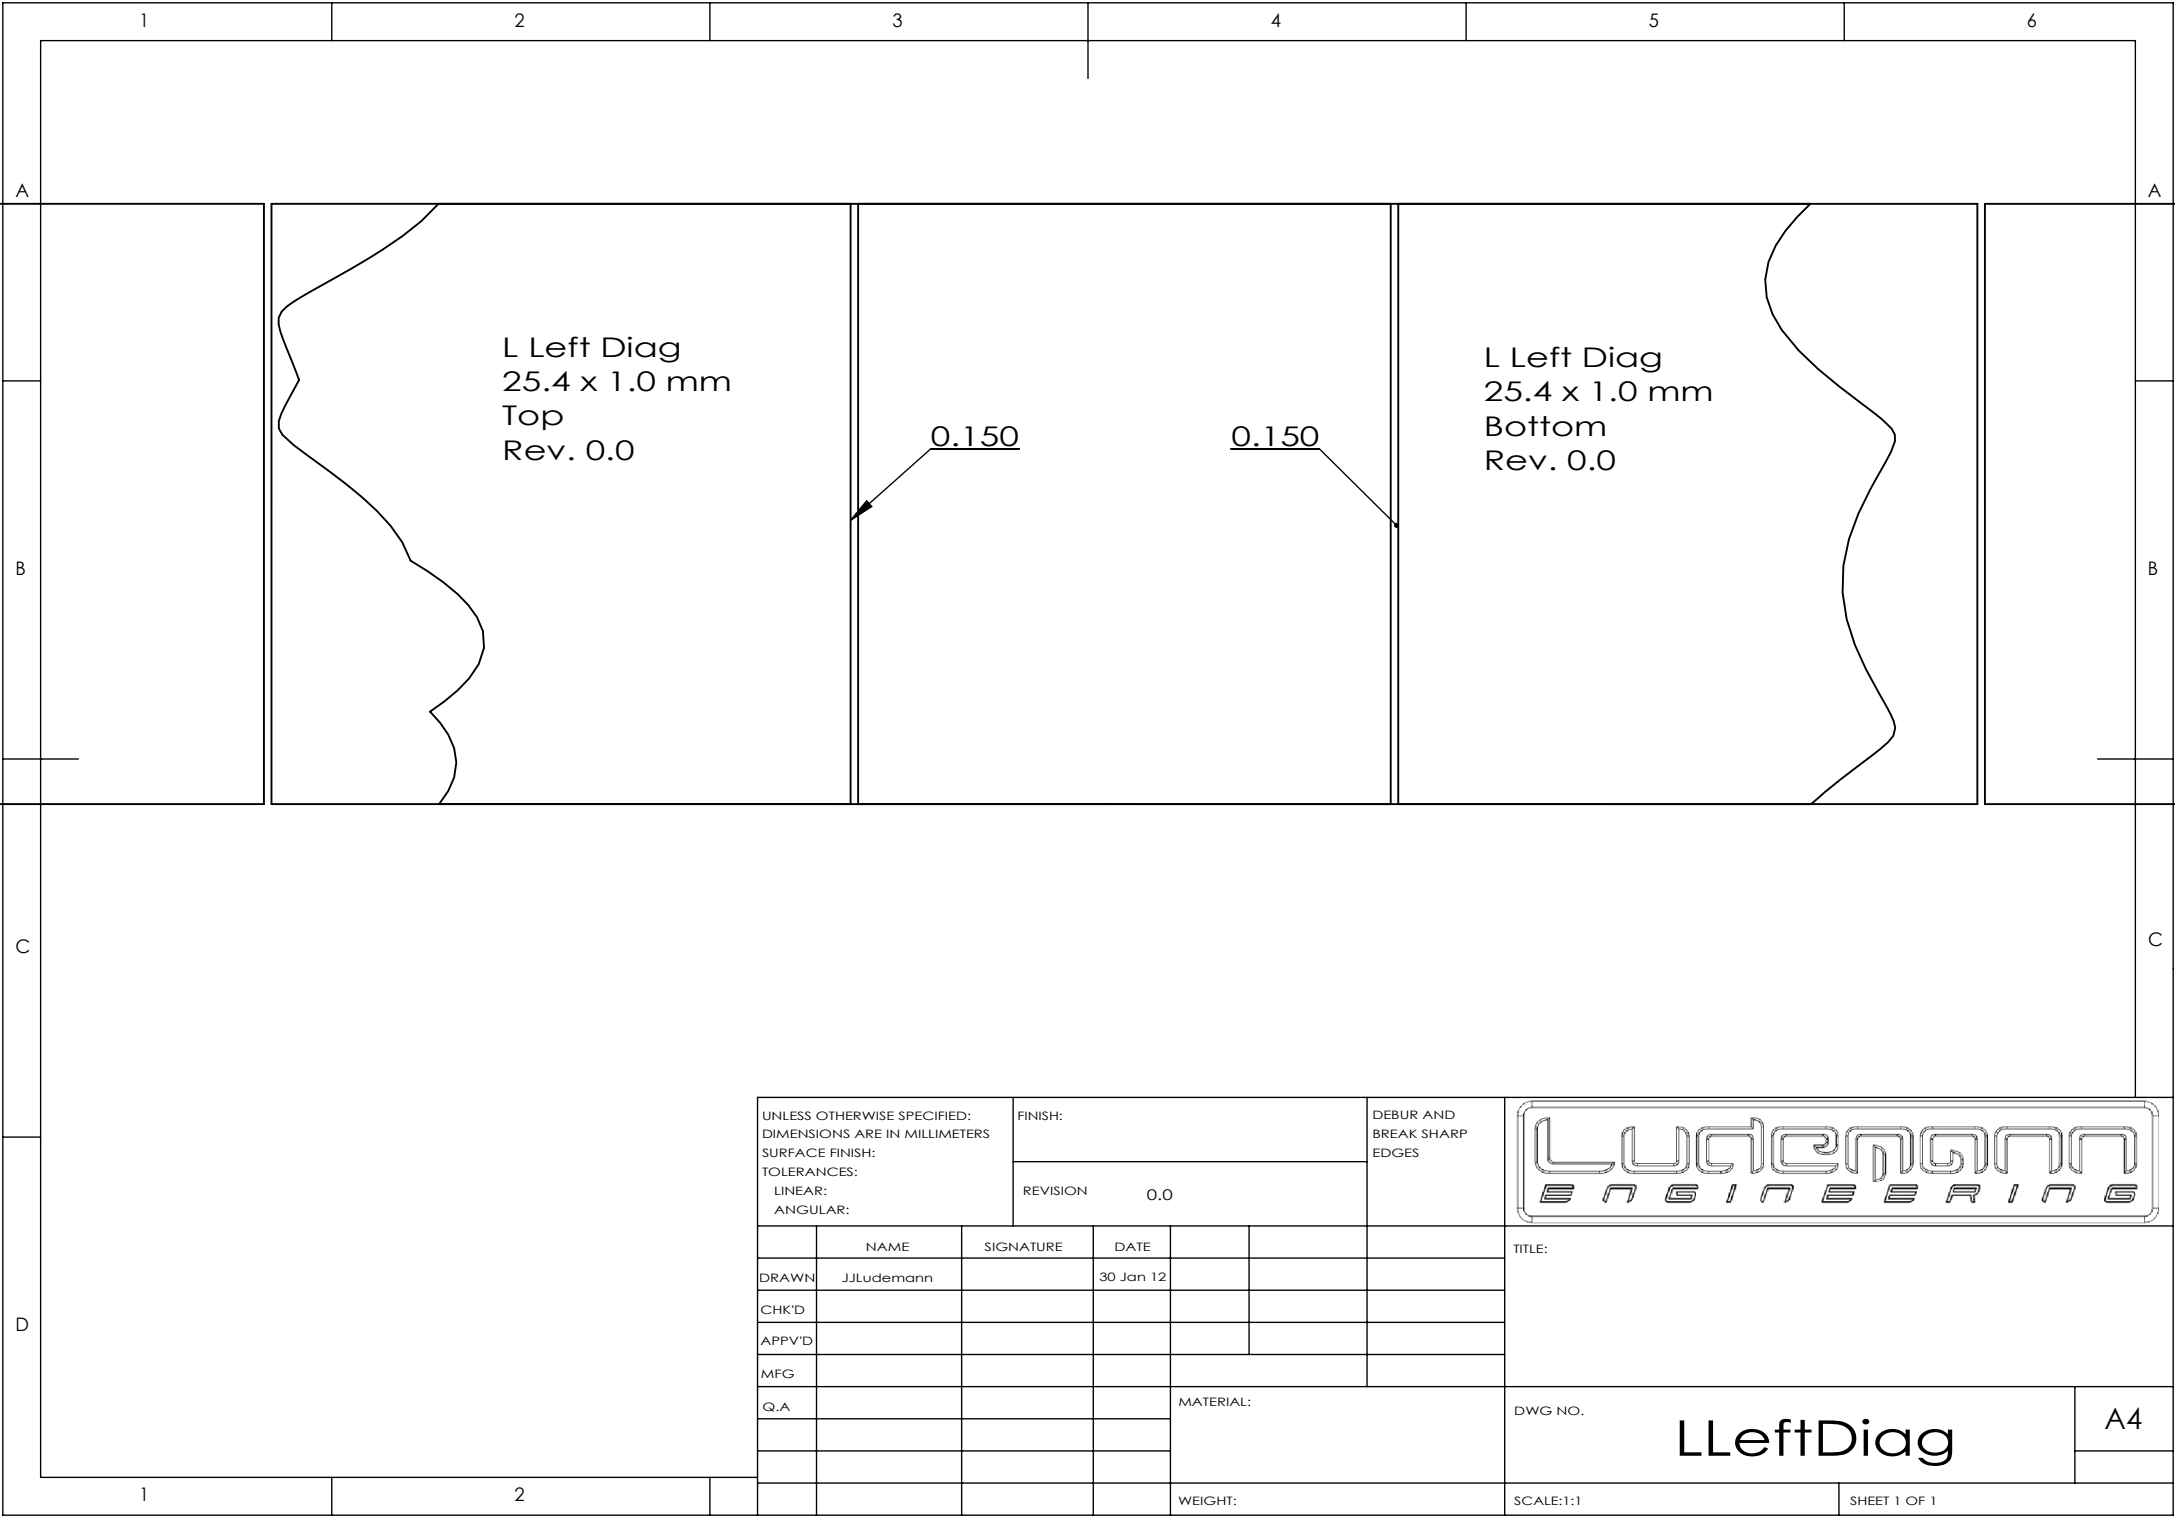 1 2 3 4 5 6
A A
L Left Diag
25.4 x 1.0 mm
Top
Rev. 0.0
L Left Diag
25.4 x 1.0 mm
Bottom
Rev. 0.0
0.150 0.150
B B
C C
D
UNLESS OTHERWISE SPECIFIED:
DIMENSIONS ARE IN MILLIMETERS
SURFACE FINISH:
TOLERANCES:
LINEAR:
ANGULAR:
FINISH:
REVISION 0.0
DEBUR AND
BREAK SHARP
EDGES
Ludemann
ENGINEERING
NAME SIGNATURE DATE
DRAWN JJLudemann 30 Jan 12
CHK'D
APPV'D
MFG
Q.A
MATERIAL:
WEIGHT:
TITLE:
DWG NO.
LLeftDiag
A4
SCALE:1:1
SHEET 1 OF 1
1 2